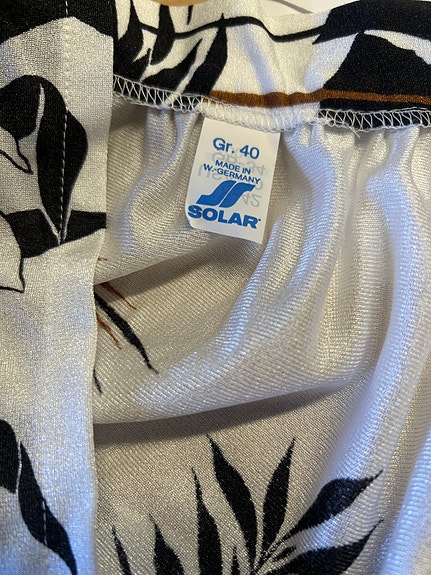 Gr. 40
MADE IN
W.-GERMANY
SOLAR